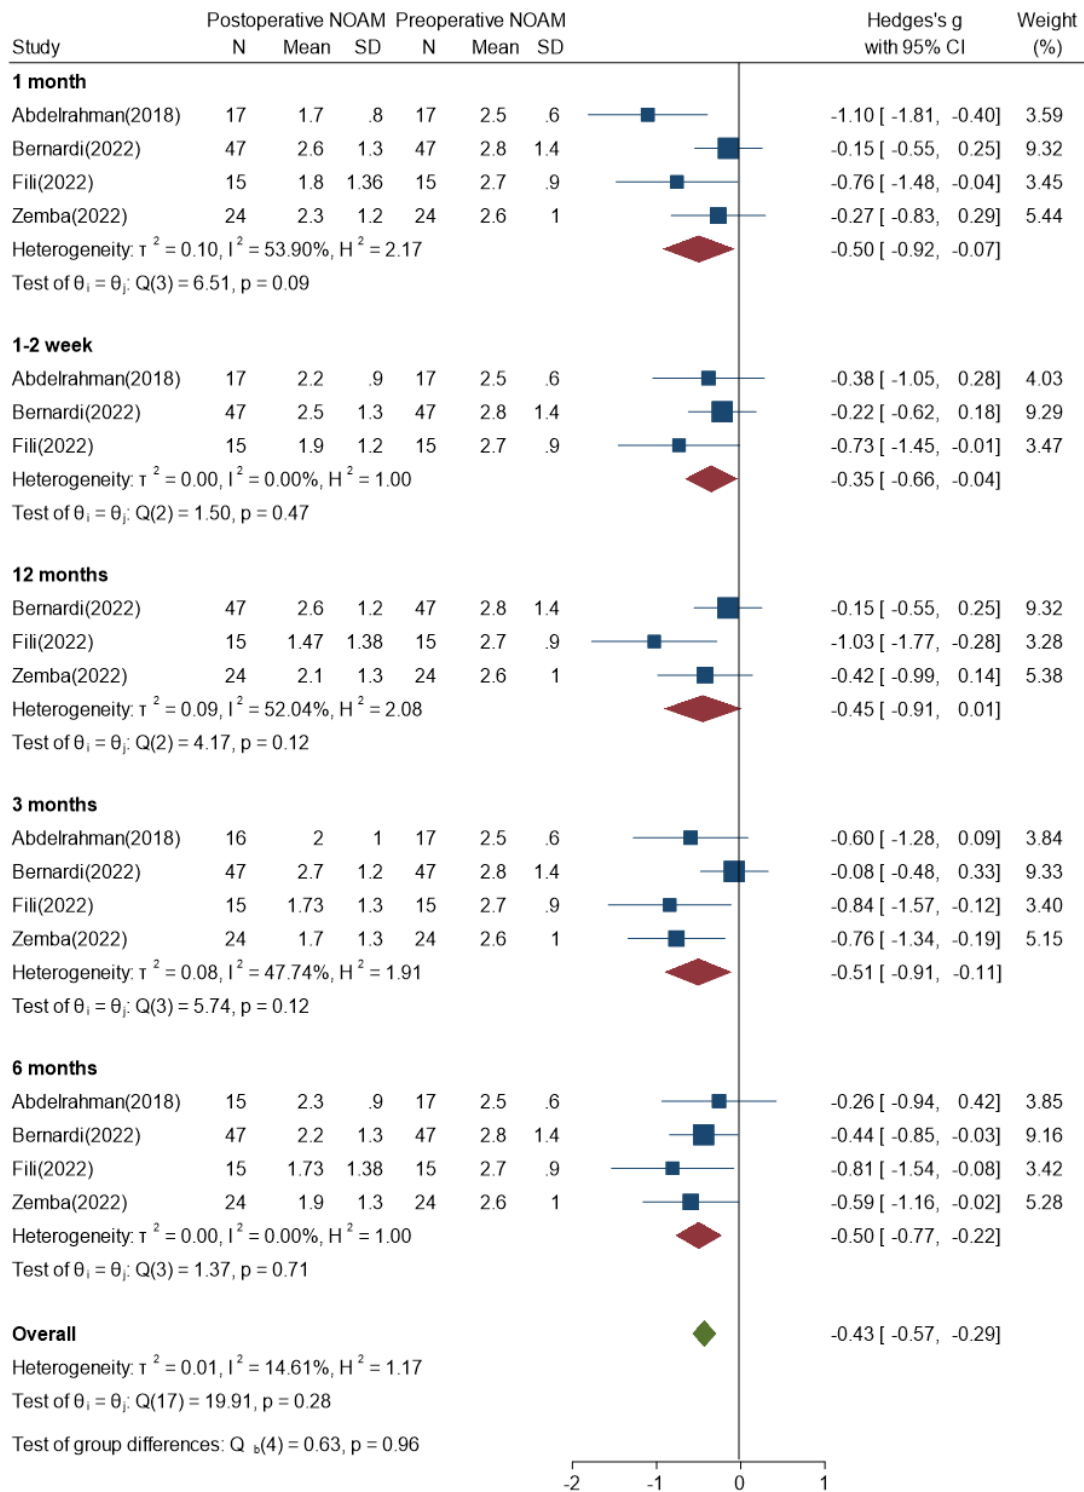 Postoperative NOAM Preoperative NOAM Hedges's g Weight
Study N Mean SD N Mean SD with 95% CI (%)
1 month
Abdelrahman(2018) 17 1.7 .8 17 2.5 .6 -1.10 [ -1.81, -0.40] 3.59
Bernardi(2022) 47 2.6 1.3 47 2.8 1.4 -0.15 [ -0.55, 0.25] 9.32
Fili(2022) 15 1.8 1.36 15 2.7 .9 -0.76 [ -1.48, -0.04] 3.45
Zemba(2022) 24 2.3 1.2 24 2.6 1 -0.27 [ -0.83, 0.29] 5.44
Heterogeneity: τ² = 0.10, I² = 53.90%, H² = 2.17 -0.50 [ -0.92, -0.07]
Test of θᵢ = θⱼ: Q(3) = 6.51, p = 0.09
1-2 week
Abdelrahman(2018) 17 2.2 .9 17 2.5 .6 -0.38 [ -1.05, 0.28] 4.03
Bernardi(2022) 47 2.5 1.3 47 2.8 1.4 -0.22 [ -0.62, 0.18] 9.29
Fili(2022) 15 1.9 1.2 15 2.7 .9 -0.73 [ -1.45, -0.01] 3.47
Heterogeneity: τ² = 0.00, I² = 0.00%, H² = 1.00 -0.35 [ -0.66, -0.04]
Test of θᵢ = θⱼ: Q(2) = 1.50, p = 0.47
12 months
Bernardi(2022) 47 2.6 1.2 47 2.8 1.4 -0.15 [ -0.55, 0.25] 9.32
Fili(2022) 15 1.47 1.38 15 2.7 .9 -1.03 [ -1.77, -0.28] 3.28
Zemba(2022) 24 2.1 1.3 24 2.6 1 -0.42 [ -0.99, 0.14] 5.38
Heterogeneity: τ² = 0.09, I² = 52.04%, H² = 2.08 -0.45 [ -0.91, 0.01]
Test of θᵢ = θⱼ: Q(2) = 4.17, p = 0.12
3 months
Abdelrahman(2018) 16 2 1 17 2.5 .6 -0.60 [ -1.28, 0.09] 3.84
Bernardi(2022) 47 2.7 1.2 47 2.8 1.4 -0.08 [ -0.48, 0.33] 9.33
Fili(2022) 15 1.73 1.3 15 2.7 .9 -0.84 [ -1.57, -0.12] 3.40
Zemba(2022) 24 1.7 1.3 24 2.6 1 -0.76 [ -1.34, -0.19] 5.15
Heterogeneity: τ² = 0.08, I² = 47.74%, H² = 1.91 -0.51 [ -0.91, -0.11]
Test of θᵢ = θⱼ: Q(3) = 5.74, p = 0.12
6 months
Abdelrahman(2018) 15 2.3 .9 17 2.5 .6 -0.26 [ -0.94, 0.42] 3.85
Bernardi(2022) 47 2.2 1.3 47 2.8 1.4 -0.44 [ -0.85, -0.03] 9.16
Fili(2022) 15 1.73 1.38 15 2.7 .9 -0.81 [ -1.54, -0.08] 3.42
Zemba(2022) 24 1.9 1.3 24 2.6 1 -0.59 [ -1.16, -0.02] 5.28
Heterogeneity: τ² = 0.00, I² = 0.00%, H² = 1.00 -0.50 [ -0.77, -0.22]
Test of θᵢ = θⱼ: Q(3) = 1.37, p = 0.71
Overall -0.43 [ -0.57, -0.29]
Heterogeneity: τ² = 0.01, I² = 14.61%, H² = 1.17
Test of θᵢ = θⱼ: Q(17) = 19.91, p = 0.28
Test of group differences: Q b(4) = 0.63, p = 0.96
-2 -1 0 1